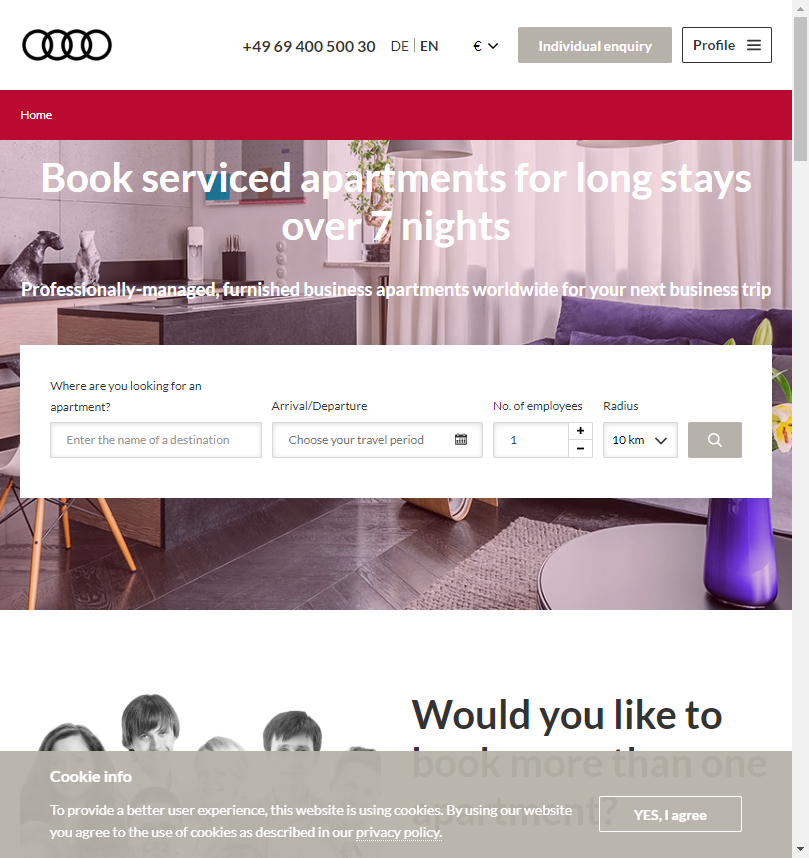 +49 69 400 500 30
DE | EN
€
Individual enquiry
Profile
Home
Book serviced apartments for long stays
over 7 nights
Professionally-managed, furnished business apartments worldwide for your next business trip
Where are you looking for an
apartment?
Arrival/Departure
No. of employees
Radius
Enter the name of a destination
Choose your travel period
1
+
-
10 km
Would you like to
book more than one
apartment?
Cookie info
To provide a better user experience, this website is using cookies. By using our website
you agree to the use of cookies as described in our privacy policy.
YES, I agree